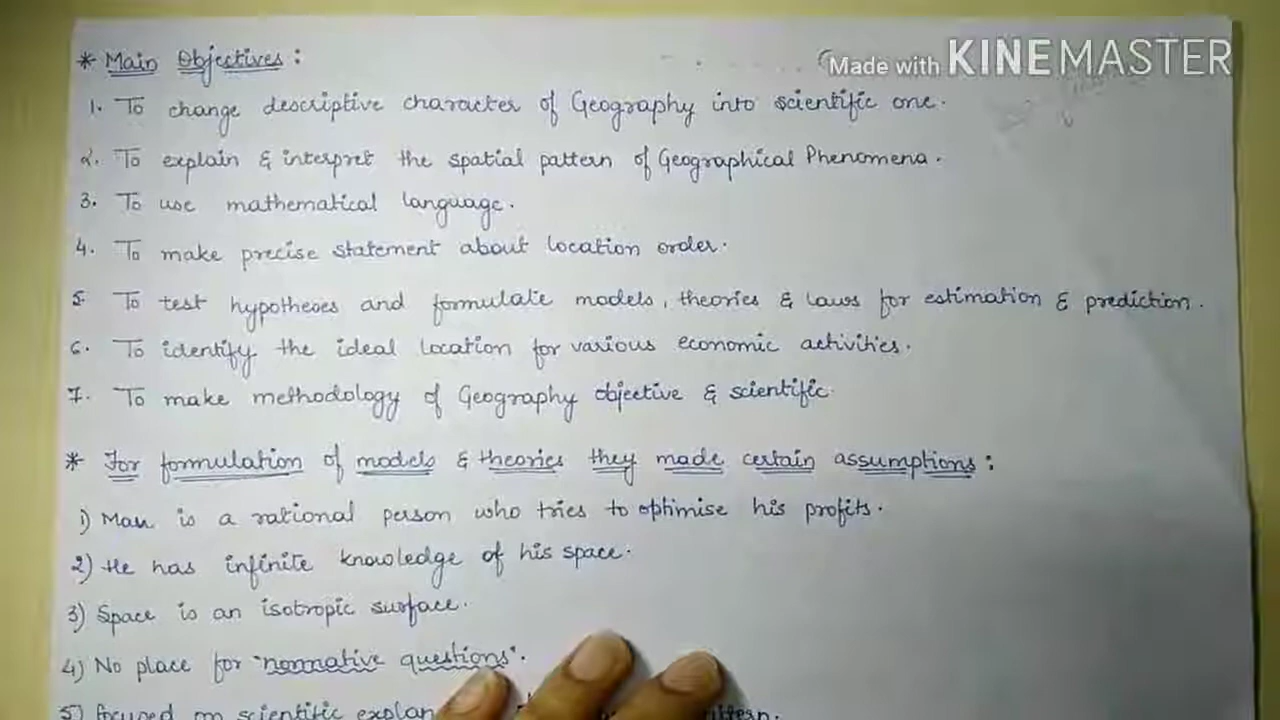 Made with KINEMASTER
* Main Objectives :
1. To change descriptive character of Geography into scientific one.
2. To explain & interpret the spatial pattern of Geographical Phenomena.
3. To use mathematical language.
4. To make precise statement about location order.
5. To test hypotheses and formulate models, theories & laws for estimation & prediction.
6. To identify the ideal location for various economic activities.
7. To make methodology of Geography objective & scientific.
* For formulation of models & theories they made certain assumptions :
1) Man is a rational person who tries to optimise his profits.
2) He has infinite knowledge of his space.
3) Space is an isotropic surface.
4) No place for "normative questions".
5) focused on scientific